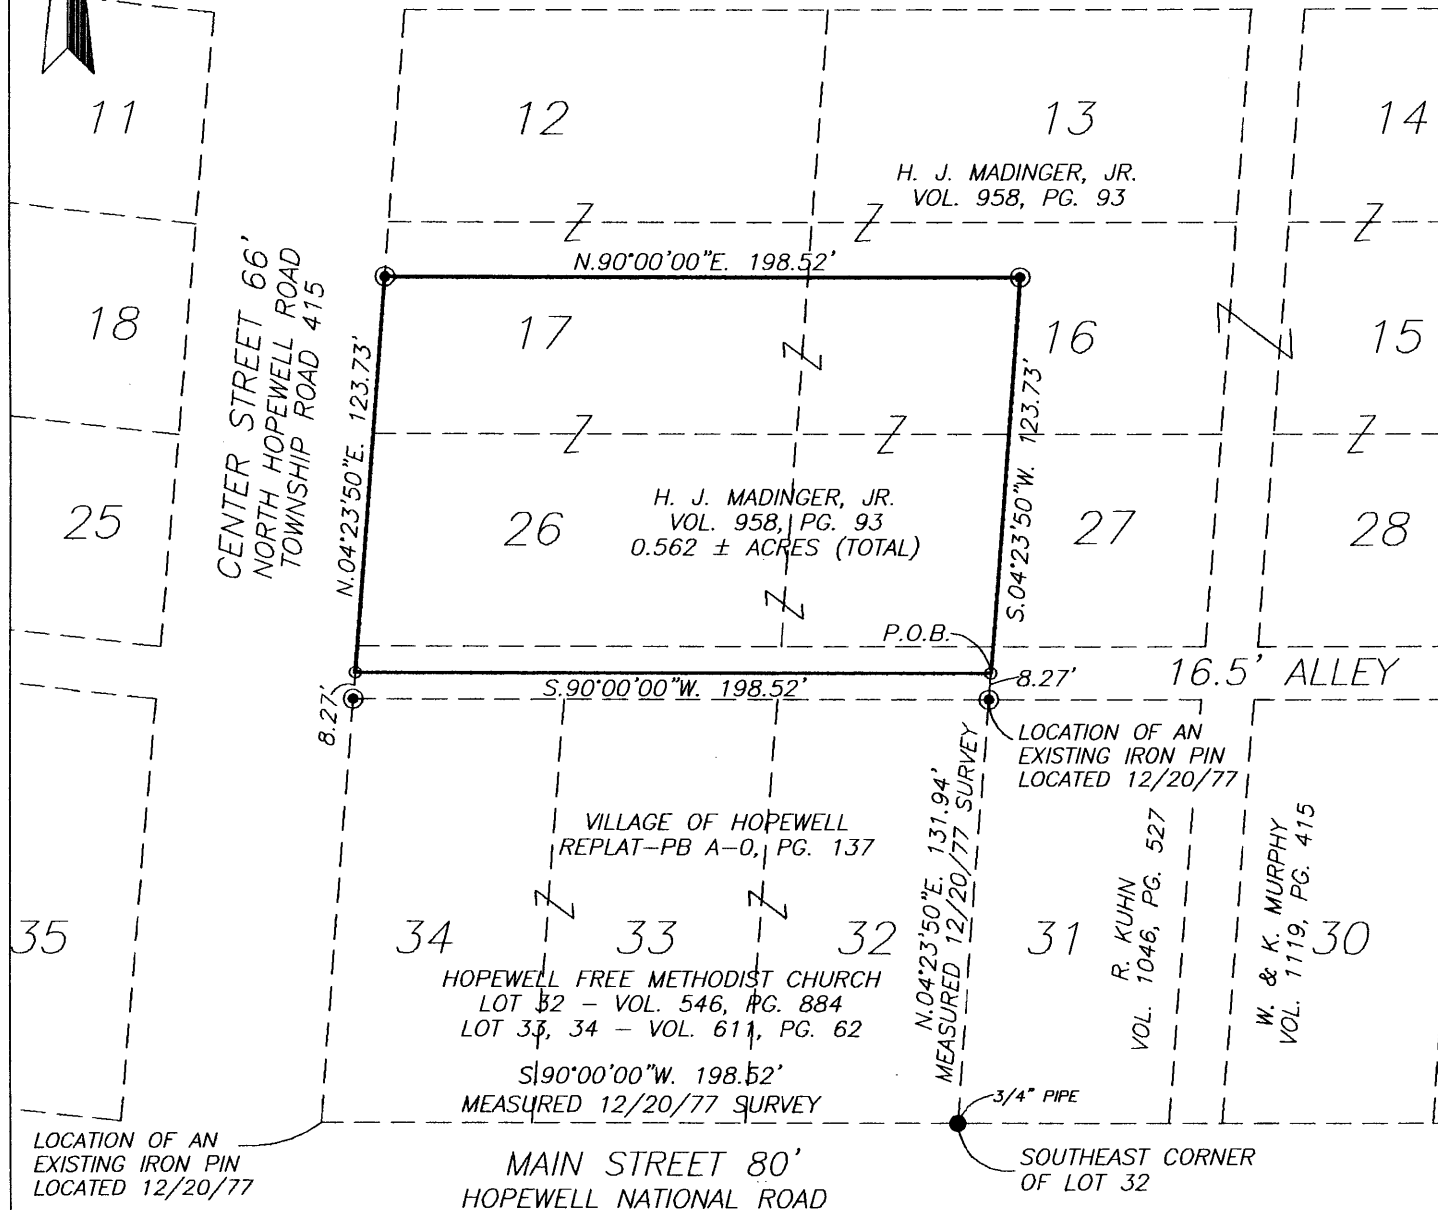 11
12
13
14
H. J. MADINGER, JR.
VOL. 958, PG. 93
N.90°00'00"E. 198.52'
CENTER STREET 66'
NORTH HOPEWELL ROAD
TOWNSHIP ROAD 415
18
17
16
15
N.04°23'50"E. 123.73'
S.04°23'50"W. 123.73'
25
26
H. J. MADINGER, JR.
VOL. 958, PG. 93
0.562 ± ACRES (TOTAL)
27
28
P.O.B.
8.27'
16.5' ALLEY
S.90°00'00"W. 198.52'
8.27'
LOCATION OF AN
EXISTING IRON PIN
LOCATED 12/20/77
VILLAGE OF HOPEWELL
REPLAT-PB A-0, PG. 137
N.04°23'50"E. 131.94'
MEASURED 12/20/77 SURVEY
R. KUHN
VOL. 1046, PG. 527
W. & K. MURPHY
VOL. 1119, PG. 415
35
34
33
32
31
30
HOPEWELL FREE METHODIST CHURCH
LOT 32 - VOL. 546, PG. 884
LOT 33, 34 - VOL. 611, PG. 62
S.90°00'00"W. 198.52'
MEASURED 12/20/77 SURVEY
3/4" PIPE
LOCATION OF AN
EXISTING IRON PIN
LOCATED 12/20/77
MAIN STREET 80'
HOPEWELL NATIONAL ROAD
SOUTHEAST CORNER
OF LOT 32